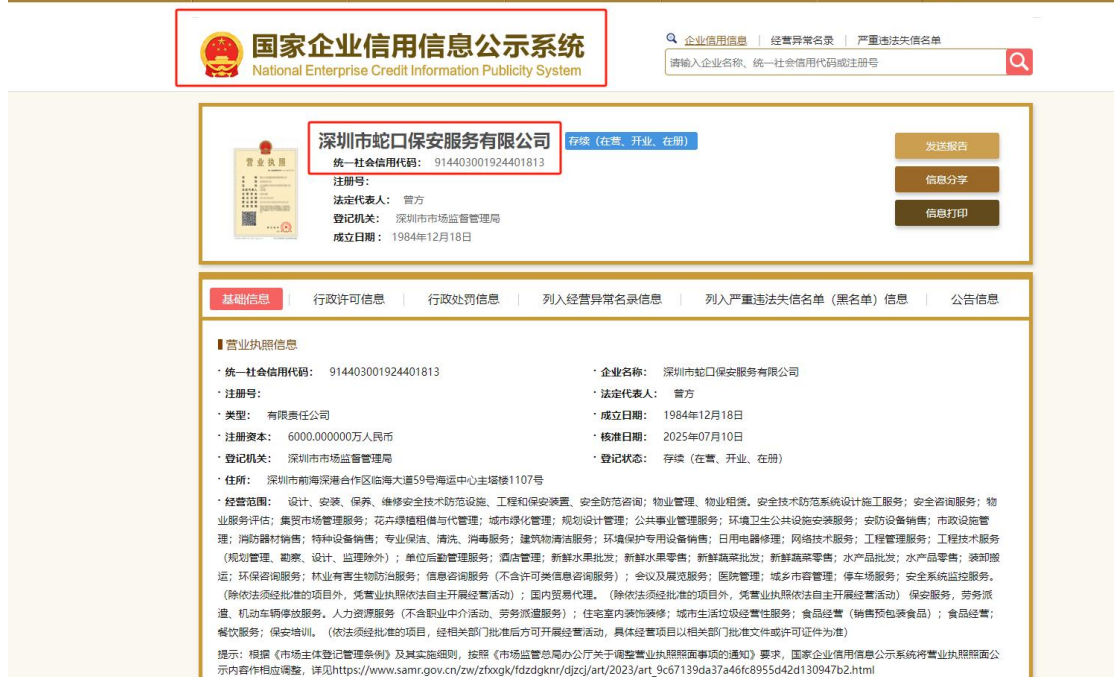 国家企业信用信息公示系统
National Enterprise Credit Information Publicity System
企业信用信息 | 经营异常名录 | 严重违法失信名单
请输入企业名称、统一社会信用代码或注册号
营业执照
深圳市蛇口保安服务有限公司
存续（在营、开业、在册）
统一社会信用代码： 914403001924401813
注册号：
法定代表人： 曾方
登记机关： 深圳市市场监督管理局
成立日期： 1984年12月18日
发送报告
信息分享
信息打印
基础信息 | 行政许可信息 | 行政处罚信息 | 列入经营异常名录信息 | 列入严重违法失信名单（黑名单）信息 | 公告信息
营业执照信息
· 统一社会信用代码： 914403001924401813
· 企业名称： 深圳市蛇口保安服务有限公司
· 注册号：
· 法定代表人： 曾方
· 类型： 有限责任公司
· 成立日期： 1984年12月18日
· 注册资本： 6000.000000万人民币
· 核准日期： 2025年07月10日
· 登记机关： 深圳市市场监督管理局
· 登记状态： 存续（在营、开业、在册）
· 住所： 深圳市前海深港合作区临海大道59号海运中心主塔楼1107号
· 经营范围： 设计、安装、保养、维修安全技术防范设施、工程和保安装置、安全防范咨询；物业管理、物业租赁。安全技术防范系统设计施工服务；安全咨询服务；物
业服务评估；集贸市场管理服务；花卉绿植租借与代管理；城市绿化管理；规划设计管理；公共事业管理服务；环境卫生公共设施安装服务；安防设备销售；市政设施管
理；消防器材销售；特种设备销售；专业保洁、清洗、消毒服务；建筑物清洁服务；环境保护专用设备销售；日用电器修理；网络技术服务；工程管理服务；工程技术服务
（规划管理、勘察、设计、监理除外）；单位后勤管理服务；酒店管理；新鲜水果批发；新鲜水果零售；新鲜蔬菜批发；新鲜蔬菜零售；水产品批发；水产品零售；装卸搬
运；环保咨询服务；林业有害生物防治服务；信息咨询服务（不含许可类信息咨询服务）；会议及展览服务；医院管理；城乡市容管理；停车场服务；安全系统监控服务。
（除依法须经批准的项目外，凭营业执照依法自主开展经营活动）；国内贸易代理。（除依法须经批准的项目外，凭营业执照依法自主开展经营活动）保安服务，劳务派
遣、机动车辆停放服务。人力资源服务（不含职业中介活动、劳务派遣服务）；住宅室内装饰装修；城市生活垃圾经营性服务；食品经营（销售预包装食品）；食品经营；
餐饮服务；保安培训。（依法须经批准的项目，经相关部门批准后方可开展经营活动，具体经营项目以相关部门批准文件或许可证件为准）
提示：根据《市场主体登记管理条例》及其实施细则，按照《市场监管总局办公厅关于调整营业执照照面事项的通知》要求，国家企业信用信息公示系统将营业执照照面公
示内容作相应调整，详见https://www.samr.gov.cn/zw/zfxxgk/fdzdgknr/djzcj/art/2023/art_9c67139da37a46fc8955d42d130947b2.html